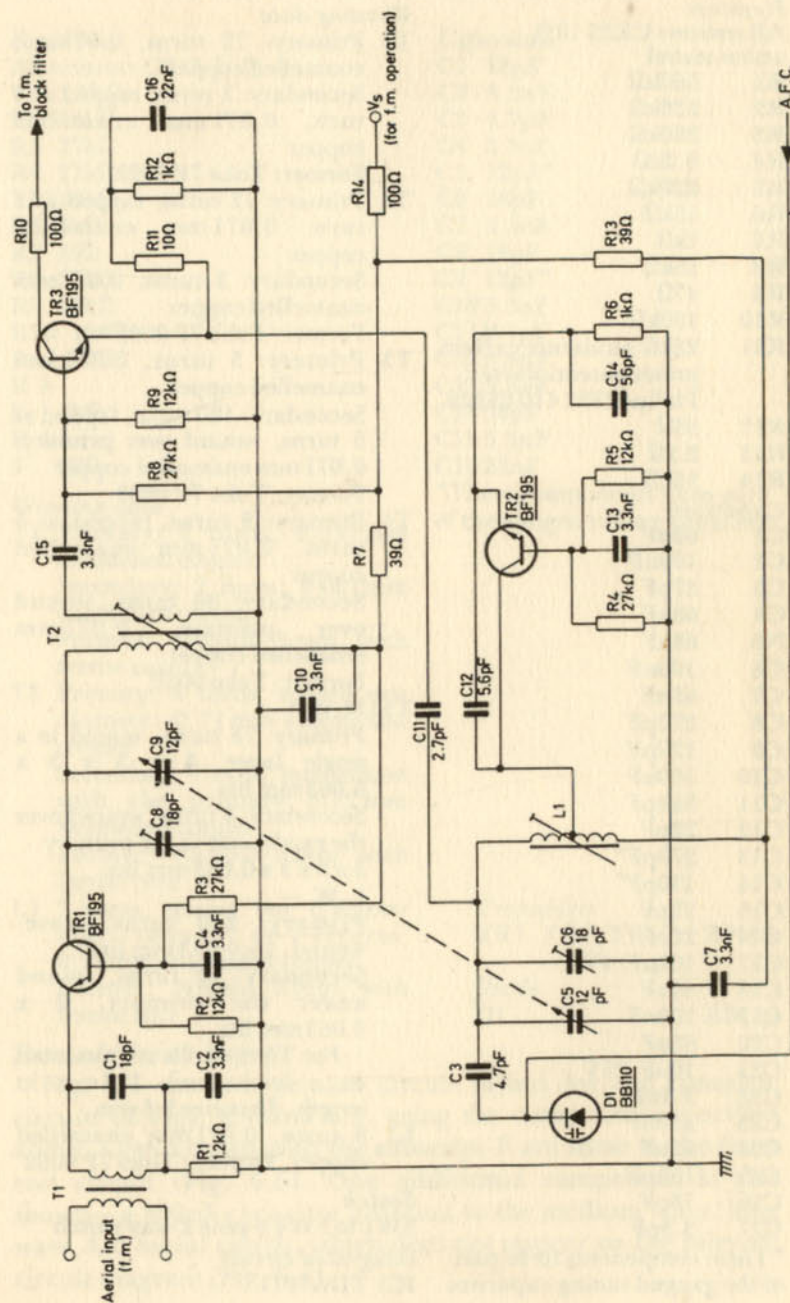 Aerial input
(f.m.)
T1
C1
18pF
R1
1.2kΩ
C2
3.3nF
R2
12kΩ
C4
3.3nF
R3
27kΩ
TR1
BF195
C8
18pF
C9
12pF
T2
C10
3.3nF
C15
3.3nF
R7
39Ω
R8
27kΩ
R9
12kΩ
TR3
BF195
R10
100Ω
To f.m.
block filter
R11
10Ω
R12
1kΩ
C16
22nF
R14
100Ω
Vs
(for f.m. operation)
D1
BB110
C3
4.7pF
C5
12
pF
C6
18
pF
C7
3.3nF
L1
C11
2.7pF
C12
5.6pF
TR2
BF195
R4
27kΩ
C13
3.3nF
R5
12kΩ
C14
56pF
R6
1kΩ
R13
39Ω
A F C